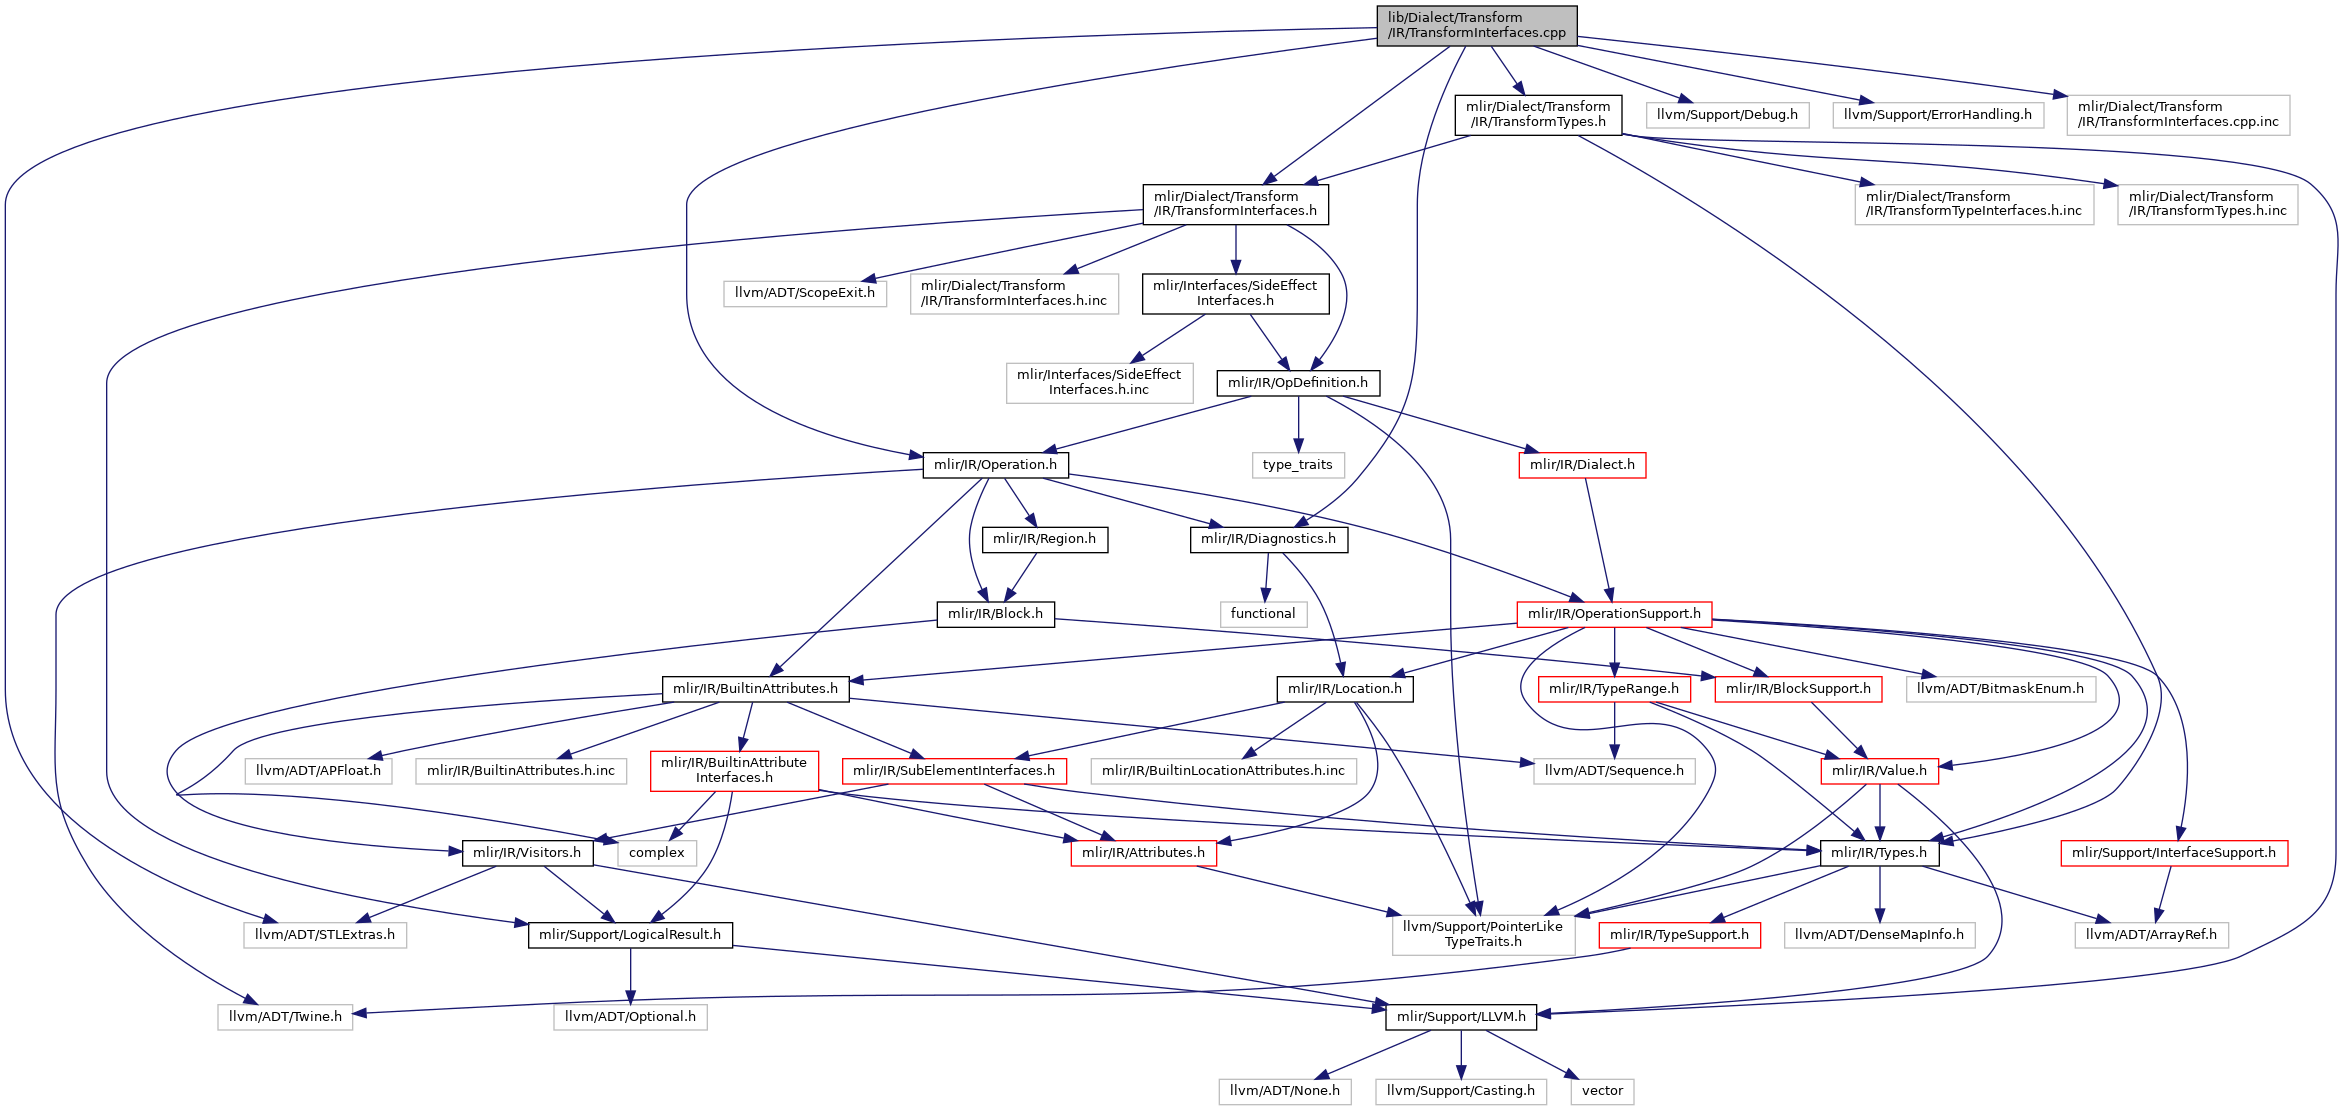 lib/Dialect/Transform
/IR/TransformInterfaces.cpp
mlir/Dialect/Transform
/IR/TransformTypes.h
llvm/Support/Debug.h
llvm/Support/ErrorHandling.h
mlir/Dialect/Transform
/IR/TransformInterfaces.cpp.inc
mlir/Dialect/Transform
/IR/TransformInterfaces.h
mlir/Dialect/Transform
/IR/TransformTypeInterfaces.h.inc
mlir/Dialect/Transform
/IR/TransformTypes.h.inc
llvm/ADT/ScopeExit.h
mlir/Dialect/Transform
/IR/TransformInterfaces.h.inc
mlir/Interfaces/SideEffect
Interfaces.h
mlir/Interfaces/SideEffect
Interfaces.h.inc
mlir/IR/OpDefinition.h
mlir/IR/Operation.h
type_traits
mlir/IR/Dialect.h
mlir/IR/Region.h
mlir/IR/Diagnostics.h
mlir/IR/Block.h
functional
mlir/IR/OperationSupport.h
mlir/IR/BuiltinAttributes.h
mlir/IR/Location.h
mlir/IR/TypeRange.h
mlir/IR/BlockSupport.h
llvm/ADT/BitmaskEnum.h
llvm/ADT/APFloat.h
mlir/IR/BuiltinAttributes.h.inc
mlir/IR/BuiltinAttribute
Interfaces.h
mlir/IR/SubElementInterfaces.h
mlir/IR/BuiltinLocationAttributes.h.inc
llvm/ADT/Sequence.h
mlir/IR/Value.h
mlir/IR/Visitors.h
complex
mlir/IR/Attributes.h
mlir/IR/Types.h
mlir/Support/InterfaceSupport.h
llvm/ADT/STLExtras.h
mlir/Support/LogicalResult.h
llvm/Support/PointerLike
TypeTraits.h
mlir/IR/TypeSupport.h
llvm/ADT/DenseMapInfo.h
llvm/ADT/ArrayRef.h
llvm/ADT/Twine.h
llvm/ADT/Optional.h
mlir/Support/LLVM.h
llvm/ADT/None.h
llvm/Support/Casting.h
vector